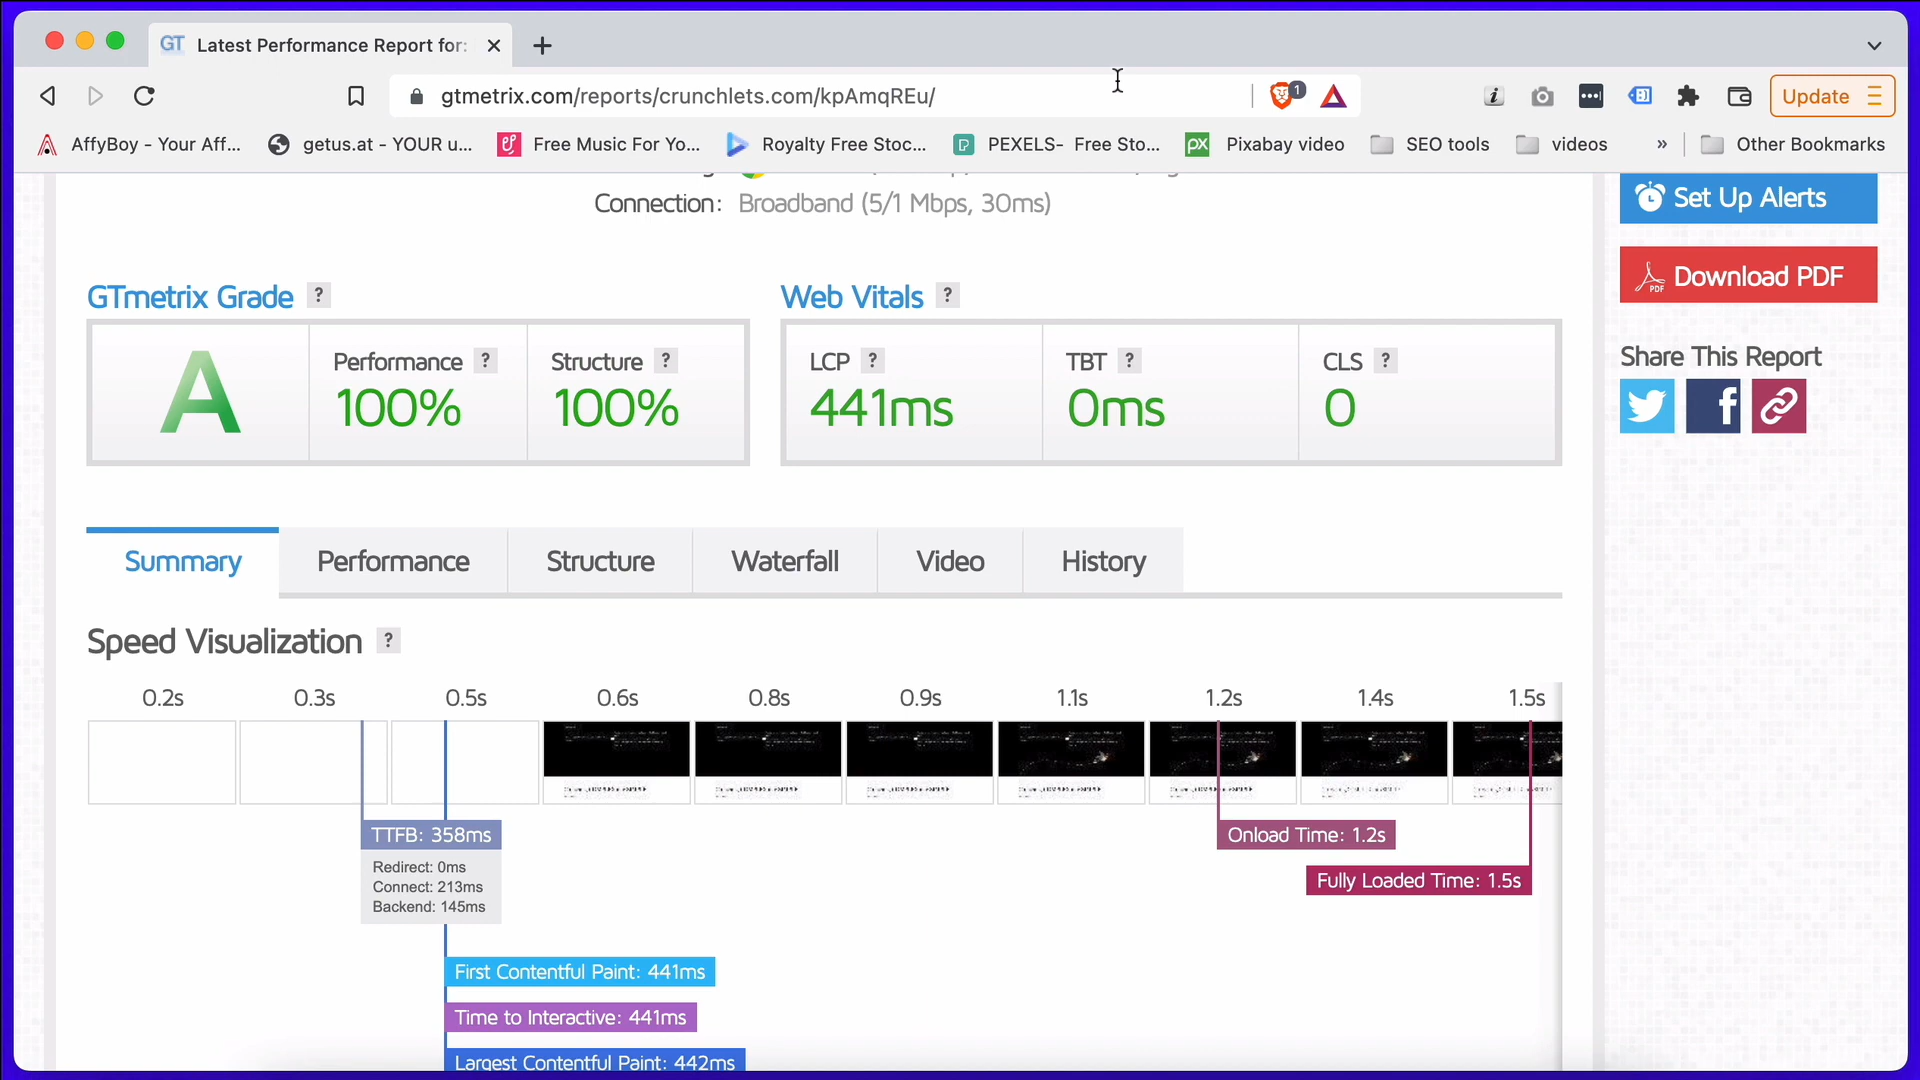 GT Latest Performance Report for:
gtmetrix.com/reports/crunchlets.com/kpAmqREu/
1
Update
AffyBoy - Your Aff...
getus.at - YOUR u...
Free Music For Yo...
Royalty Free Stoc...
PEXELS- Free Sto...
px Pixabay video
SEO tools
videos
»
Other Bookmarks
Connection: Broadband (5/1 Mbps, 30ms)
Set Up Alerts
PDF Download PDF
Share This Report
GTmetrix Grade ?
A
Performance ?
100%
Structure ?
100%
Web Vitals ?
LCP ?
441ms
TBT ?
0ms
CLS ?
0
Summary
Performance
Structure
Waterfall
Video
History
Speed Visualization ?
0.2s 0.3s 0.5s 0.6s 0.8s 0.9s 1.1s 1.2s 1.4s 1.5s
TTFB: 358ms
Redirect: 0ms
Connect: 213ms
Backend: 145ms
Onload Time: 1.2s
Fully Loaded Time: 1.5s
First Contentful Paint: 441ms
Time to Interactive: 441ms
Largest Contentful Paint: 442ms